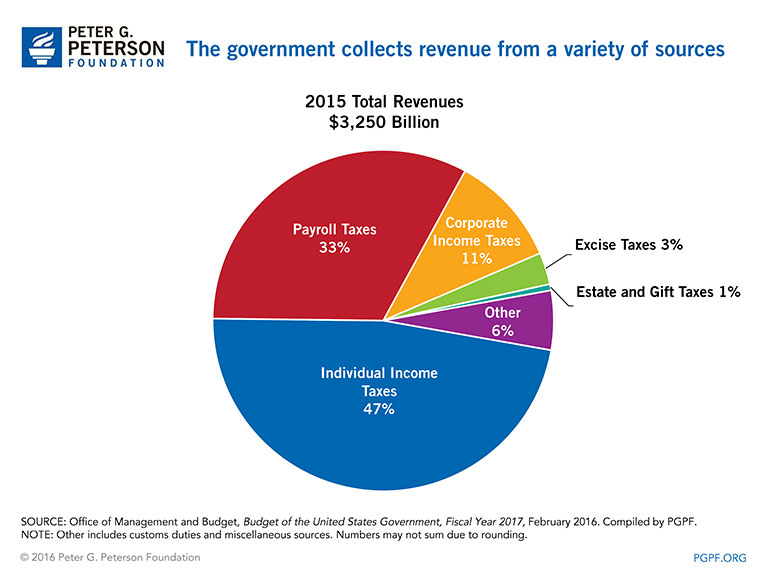 PETER G.
PETERSON
FOUNDATION
The government collects revenue from a variety of sources
2015 Total Revenues
$3,250 Billion
Payroll Taxes
33%
Corporate
Income Taxes
11%
Excise Taxes 3%
Estate and Gift Taxes 1%
Other
6%
Individual Income
Taxes
47%
SOURCE: Office of Management and Budget, Budget of the United States Government, Fiscal Year 2017, February 2016. Compiled by PGPF.
NOTE: Other includes customs duties and miscellaneous sources. Numbers may not sum due to rounding.
© 2016 Peter G. Peterson Foundation
PGPF.ORG